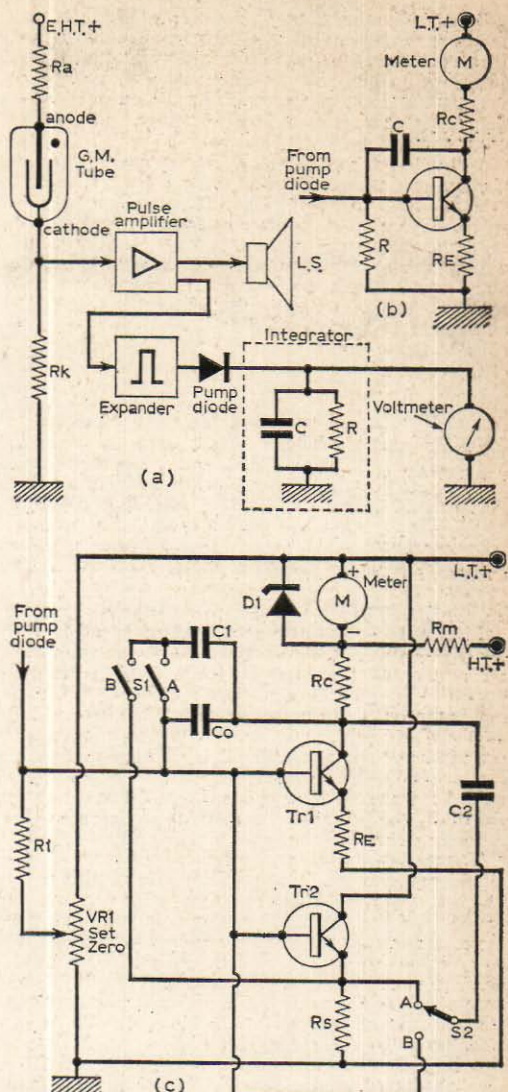 E.H.T.+
Ra
anode
G.M.
Tube
cathode
Pulse
amplifier
L.S.
Rk
Expander
Pump
diode
Integrator
C
R
Voltmeter
(a)
L.T.+
Meter
M
Rc
C
From
pump
diode
R
RE
(b)
From
pump
diode
L.T.+
D1
+
Meter
M
-
Rm
H.T.+
C1
B
S1
A
Co
Rc
Tr1
C2
RE
R1
VR1
Set
Zero
Tr2
Rs
A
S2
B
(c)